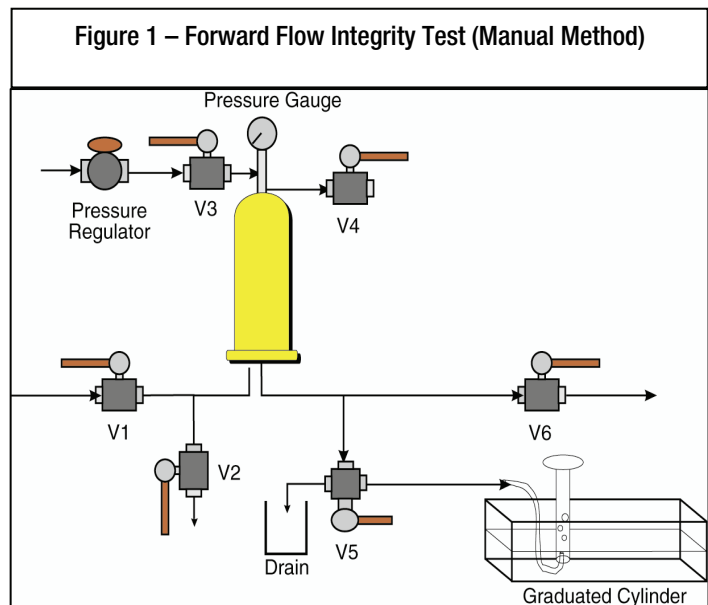 Figure 1 – Forward Flow Integrity Test (Manual Method)
Pressure Gauge
Pressure
Regulator
V3
V4
V1
V6
V2
V5
Drain
Graduated Cylinder